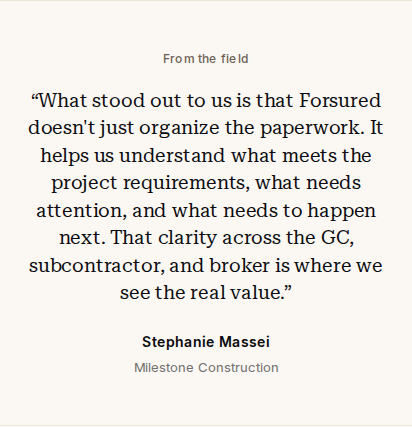 From the field
“What stood out to us is that Forsured
doesn't just organize the paperwork. It
helps us understand what meets the
project requirements, what needs
attention, and what needs to happen
next. That clarity across the GC,
subcontractor, and broker is where we
see the real value.”
Stephanie Massei
Milestone Construction